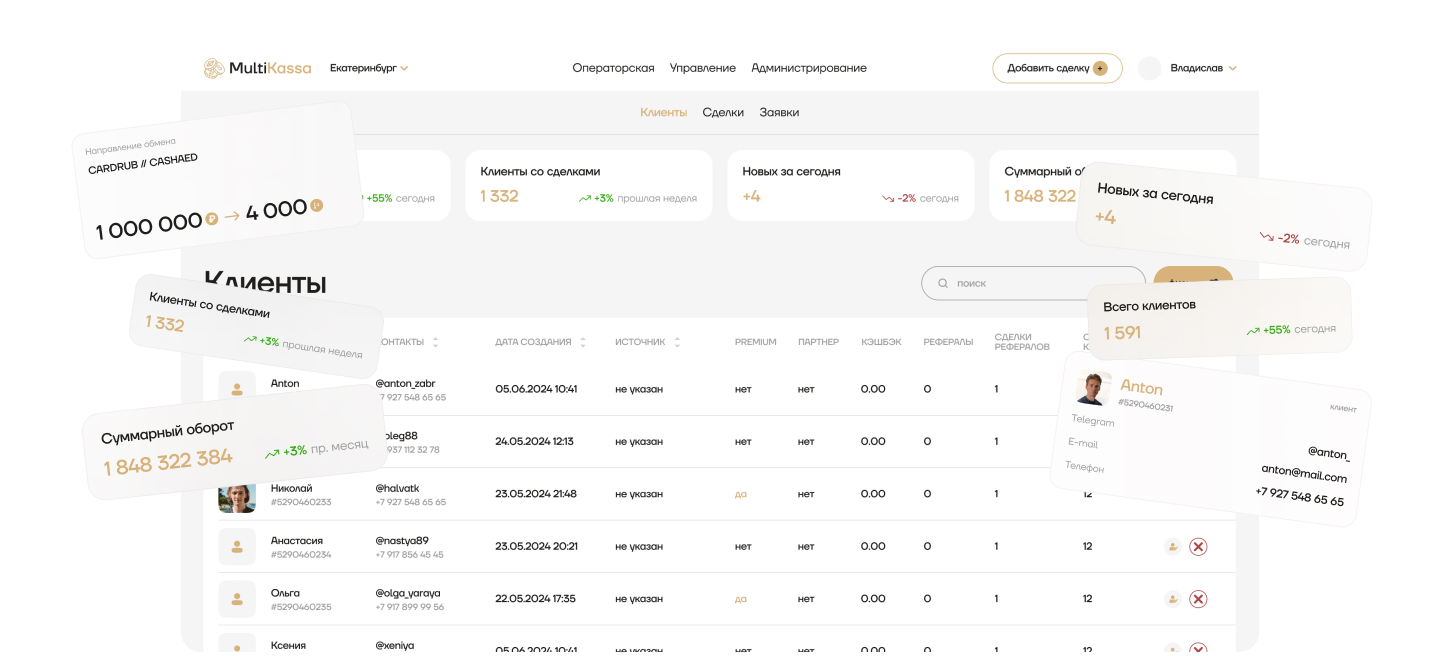 MultiKassa
Екатеринбург
Операторская Управление Администрирование
Добавить сделку
Владислав
Клиенты Сделки Заявки
Направление обмена
CARDRUB // CASHAED
1 000 000 ₽ → 4 000
+55% сегодня
Клиенты со сделками
1 332
+3% прошлая неделя
Новых за сегодня
+4
-2% сегодня
Суммарный об
1 848 322
Новых за сегодня
+4
-2% сегодня
Клиенты
поиск
Клиенты со сделками
1 332
+3% прошлая неделя
Всего клиентов
1 591
+55% сегодня
ОНТАКТЫ ДАТА СОЗДАНИЯ ИСТОЧНИК PREMIUM ПАРТНЕР КЭШБЭК РЕФЕРАЛЫ СДЕЛКИ РЕФЕРАЛОВ
Anton @anton_zabr 05.06.2024 10:41 не указан нет нет 0.00 0 1
+7 927 548 65 65
Суммарный оборот
1 848 322 384
+3% пр. месяц
oleg88 24.05.2024 12:13 не указан нет нет 0.00 0 1
937 112 32 78
Anton
#5290460231
клиент
Telegram
@anton_
E-mail
anton@mail.com
Телефон
+7 927 548 65 65
Николай @halvatk 23.05.2024 21:48 не указан да нет 0.00 0 1 12
#5290460233 +7 927 548 65 65
Анастасия @nastya89 23.05.2024 20:21 не указан нет нет 0.00 0 1 12
#5290460234 +7 917 856 45 45
Ольга @olga_yaraya 22.05.2024 17:35 не указан да нет 0.00 0 1 12
#5290460235 +7 917 899 99 56
Ксения @xeniya 05.06.2024 10:41 не указан нет нет 0.00 0 1 12